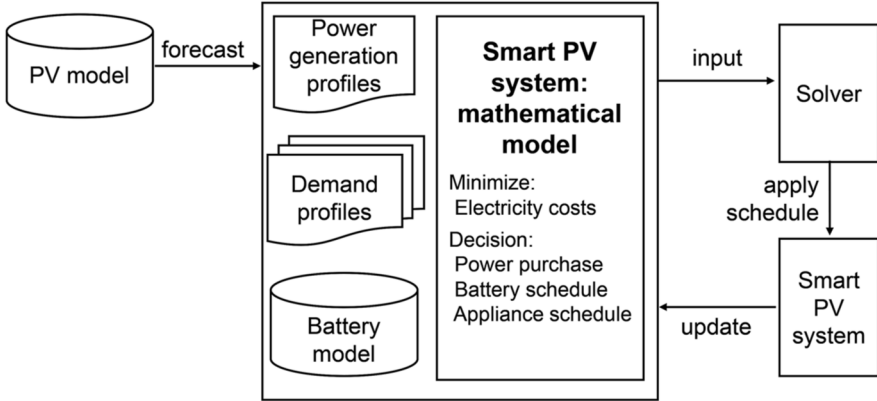 PV model
forecast
Power
generation
profiles
Demand
profiles
Battery
model
Smart PV
system:
mathematical
model
Minimize:
Electricity costs
Decision:
Power purchase
Battery schedule
Appliance schedule
input
Solver
apply
schedule
Smart
PV
system
update